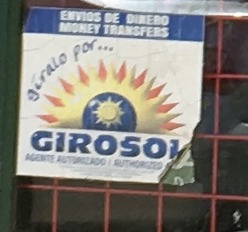 ENVIOS DE DINERO
MONEY TRANSFERS
gíralo por...
GIROSOL
AGENTE AUTORIZADO / AUTHORIZED